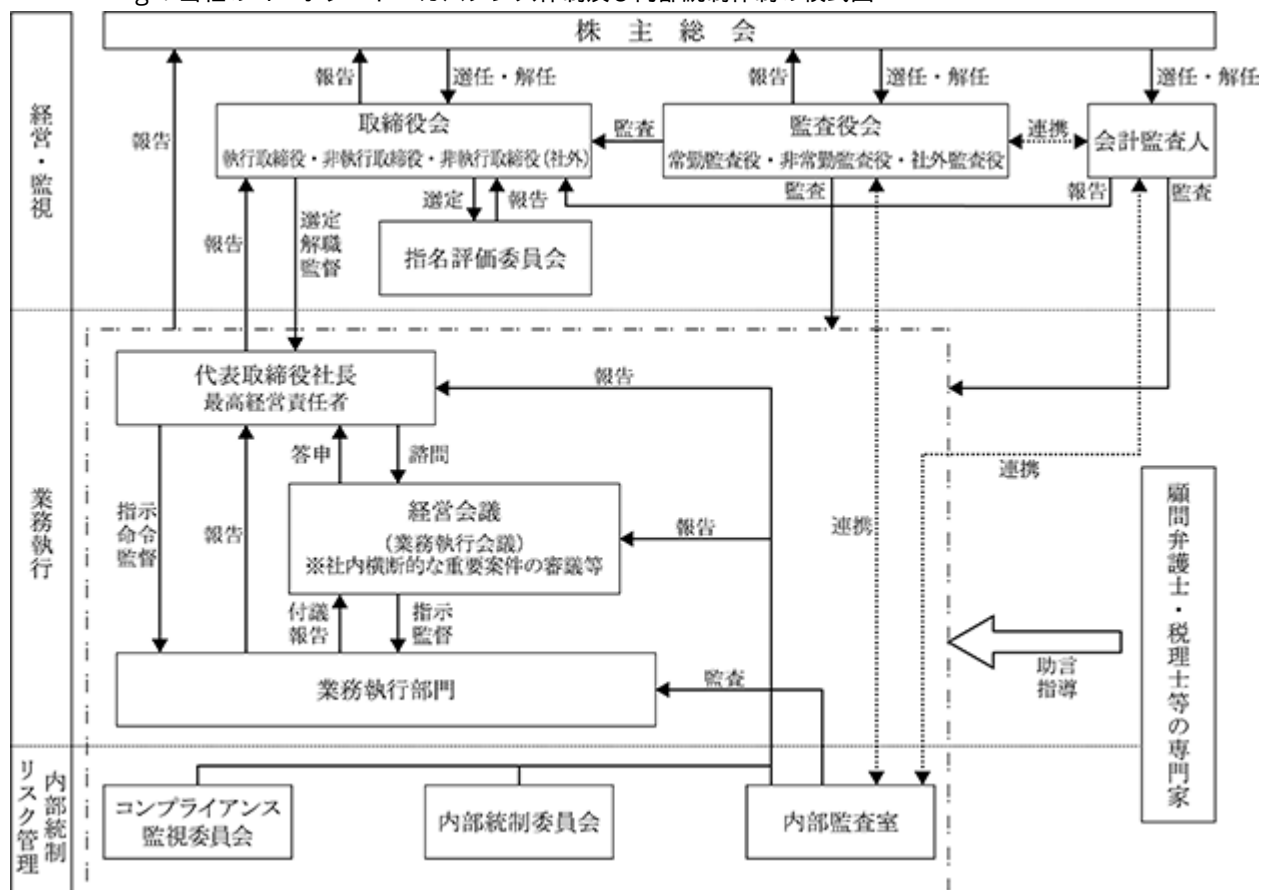 株主総会
報告
選任・解任
報告
選任・解任
選任・解任
経営・監視
報告
取締役会
執行取締役・非執行取締役・非執行取締役(社外)
監査
監査役会
常勤監査役・非常勤監査役・社外監査役
連携
会計監査人
報告
選定
解職
監督
選定
報告
監査
報告
監査
指名評価委員会
業務執行
代表取締役社長
最高経営責任者
報告
答申
諮問
連携
指示
命令
監督
報告
経営会議
(業務執行会議)
※社内横断的な重要案件の審議等
報告
連携
付議
報告
指示
監督
助言
指導
顧問弁護士・税理士等の専門家
業務執行部門
監査
内部統制
リスク管理
コンプライアンス
監視委員会
内部統制委員会
内部監査室